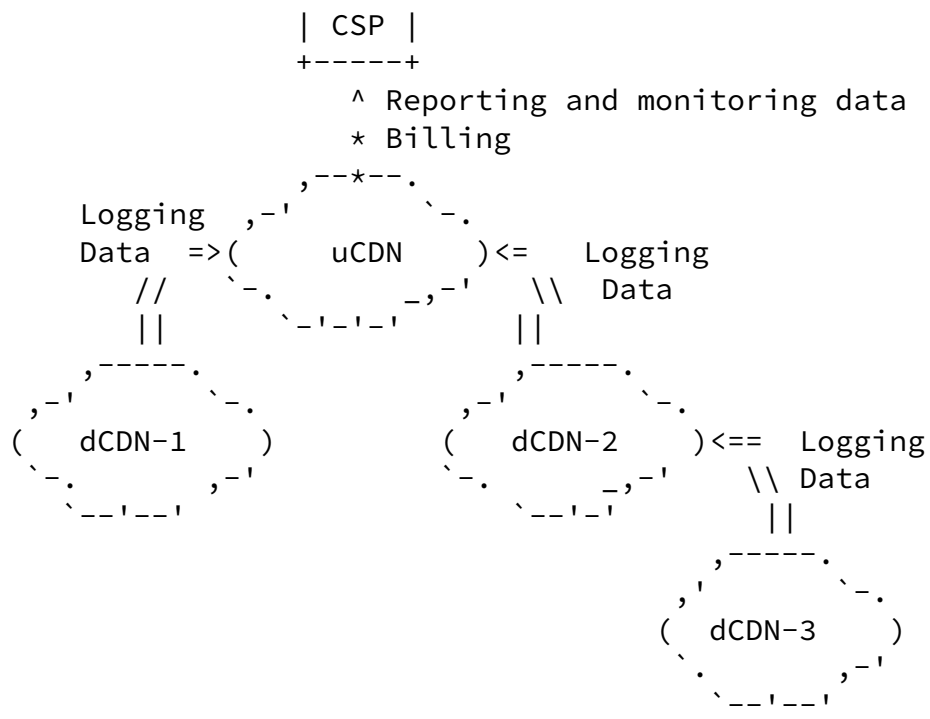 | CSP |
+-----+
^ Reporting and monitoring data
* Billing
,--*--.
Logging ,-' `-.
Data =>( uCDN )<= Logging
// `-. _,-' \\ Data
|| `-'-'-' ||
,-----. ,-----.
,-' `-. ,-' `-.
( dCDN-1 ) ( dCDN-2 )<== Logging
`-. ,-' `-. _,-' \\ Data
`--'--' `--'-' ||
,-----.
,' `-.
( dCDN-3 )
`. ,-'
`--'--'